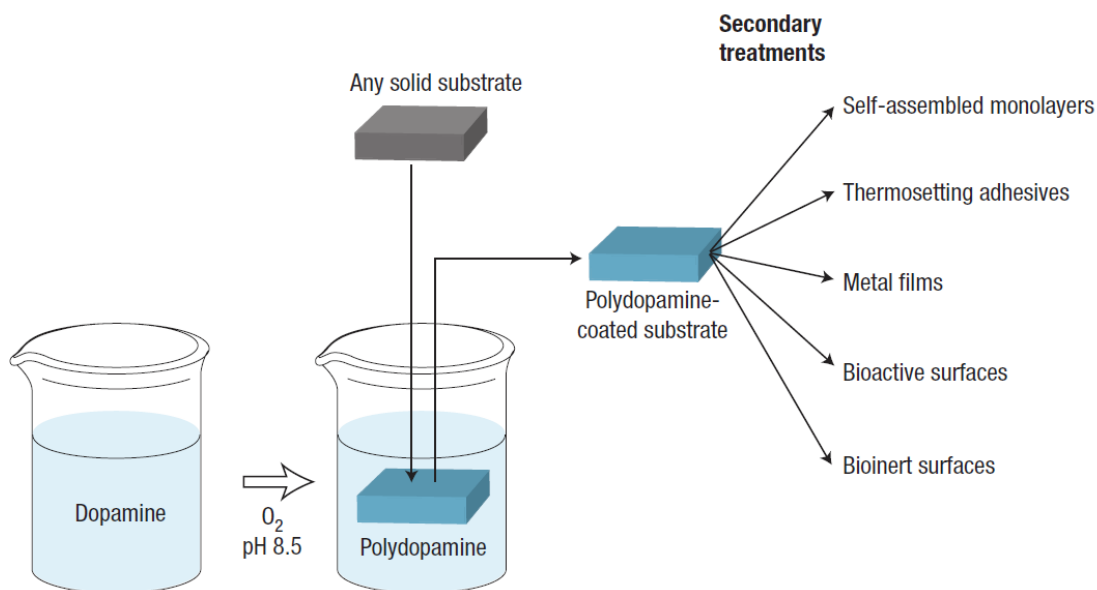 Secondary
treatments
Any solid substrate
Self-assembled monolayers
Thermosetting adhesives
Metal films
Polydopamine-
coated substrate
Bioactive surfaces
Bioinert surfaces
Dopamine
O₂
pH 8.5
Polydopamine